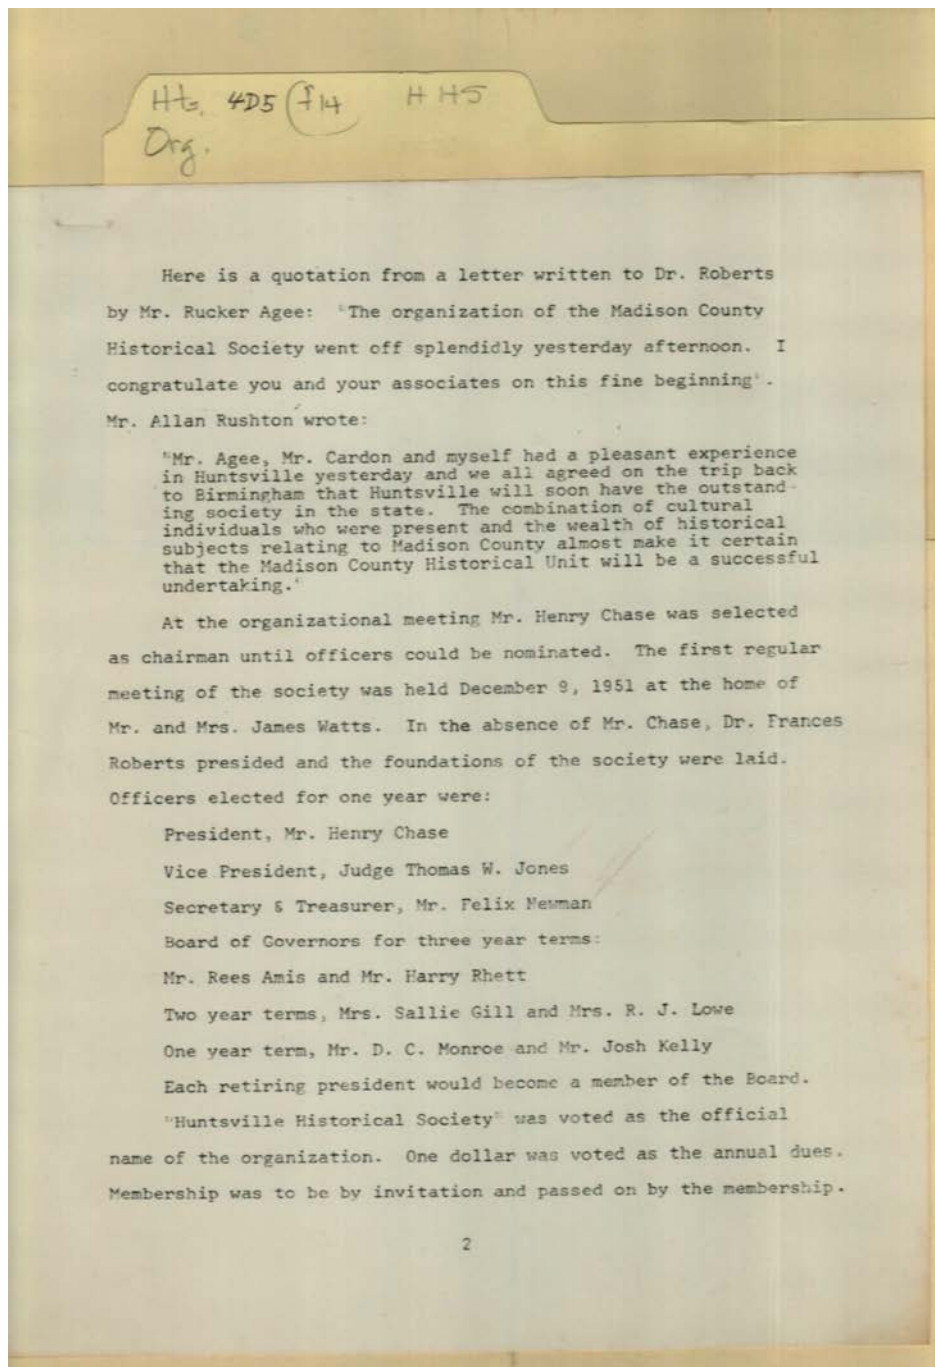 Hts. 4D5 (f14 HHS
Org.
Here is a quotation from a letter written to Dr. Roberts
by Mr. Rucker Agee: "The organization of the Madison County
Historical Society went off splendidly yesterday afternoon. I
congratulate you and your associates on this fine beginning'.
Mr. Allan Rushton wrote:
"Mr. Agee, Mr. Cardon and myself had a pleasant experience
in Huntsville yesterday and we all agreed on the trip back
to Birmingham that Huntsville will soon have the outstand-
ing society in the state. The combination of cultural
individuals who were present and the wealth of historical
subjects relating to Madison County almost make it certain
that the Madison County Historical Unit will be a successful
undertaking.'
At the organizational meeting Mr. Henry Chase was selected
as chairman until officers could be nominated. The first regular
meeting of the society was held December 9, 1951 at the home of
Mr. and Mrs. James Watts. In the absence of Mr. Chase, Dr. Frances
Roberts presided and the foundations of the society were laid.
Officers elected for one year were:
President, Mr. Henry Chase
Vice President, Judge Thomas W. Jones
Secretary & Treasurer, Mr. Felix Newman
Board of Governors for three year terms:
Mr. Rees Amis and Mr. Harry Rhett
Two year terms, Mrs. Sallie Gill and Mrs. R. J. Lowe
One year term, Mr. D. C. Monroe and Mr. Josh Kelly
Each retiring president would become a member of the Board.
"Huntsville Historical Society" was voted as the official
name of the organization. One dollar was voted as the annual dues.
Membership was to be by invitation and passed on by the membership.
2